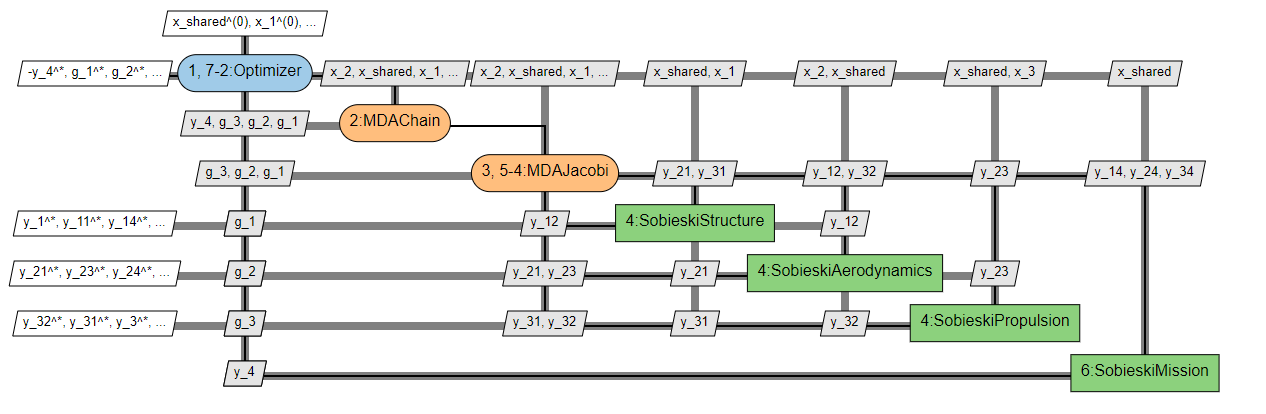 x_shared^(0), x_1^(0), ...
-y_4^*, g_1^*, g_2^*, ...
1, 7-2:Optimizer
x_2, x_shared, x_1, ...
x_2, x_shared, x_1, ...
x_shared, x_1
x_2, x_shared
x_shared, x_3
x_shared
y_4, g_3, g_2, g_1
2:MDAChain
g_3, g_2, g_1
3, 5-4:MDAJacobi
y_21, y_31
y_12, y_32
y_23
y_14, y_24, y_34
y_1^*, y_11^*, y_14^*, ...
g_1
y_12
4:SobieskiStructure
y_12
y_21^*, y_23^*, y_24^*, ...
g_2
y_21, y_23
y_21
4:SobieskiAerodynamics
y_23
y_32^*, y_31^*, y_3^*, ...
g_3
y_31, y_32
y_31
y_32
4:SobieskiPropulsion
y_4
6:SobieskiMission